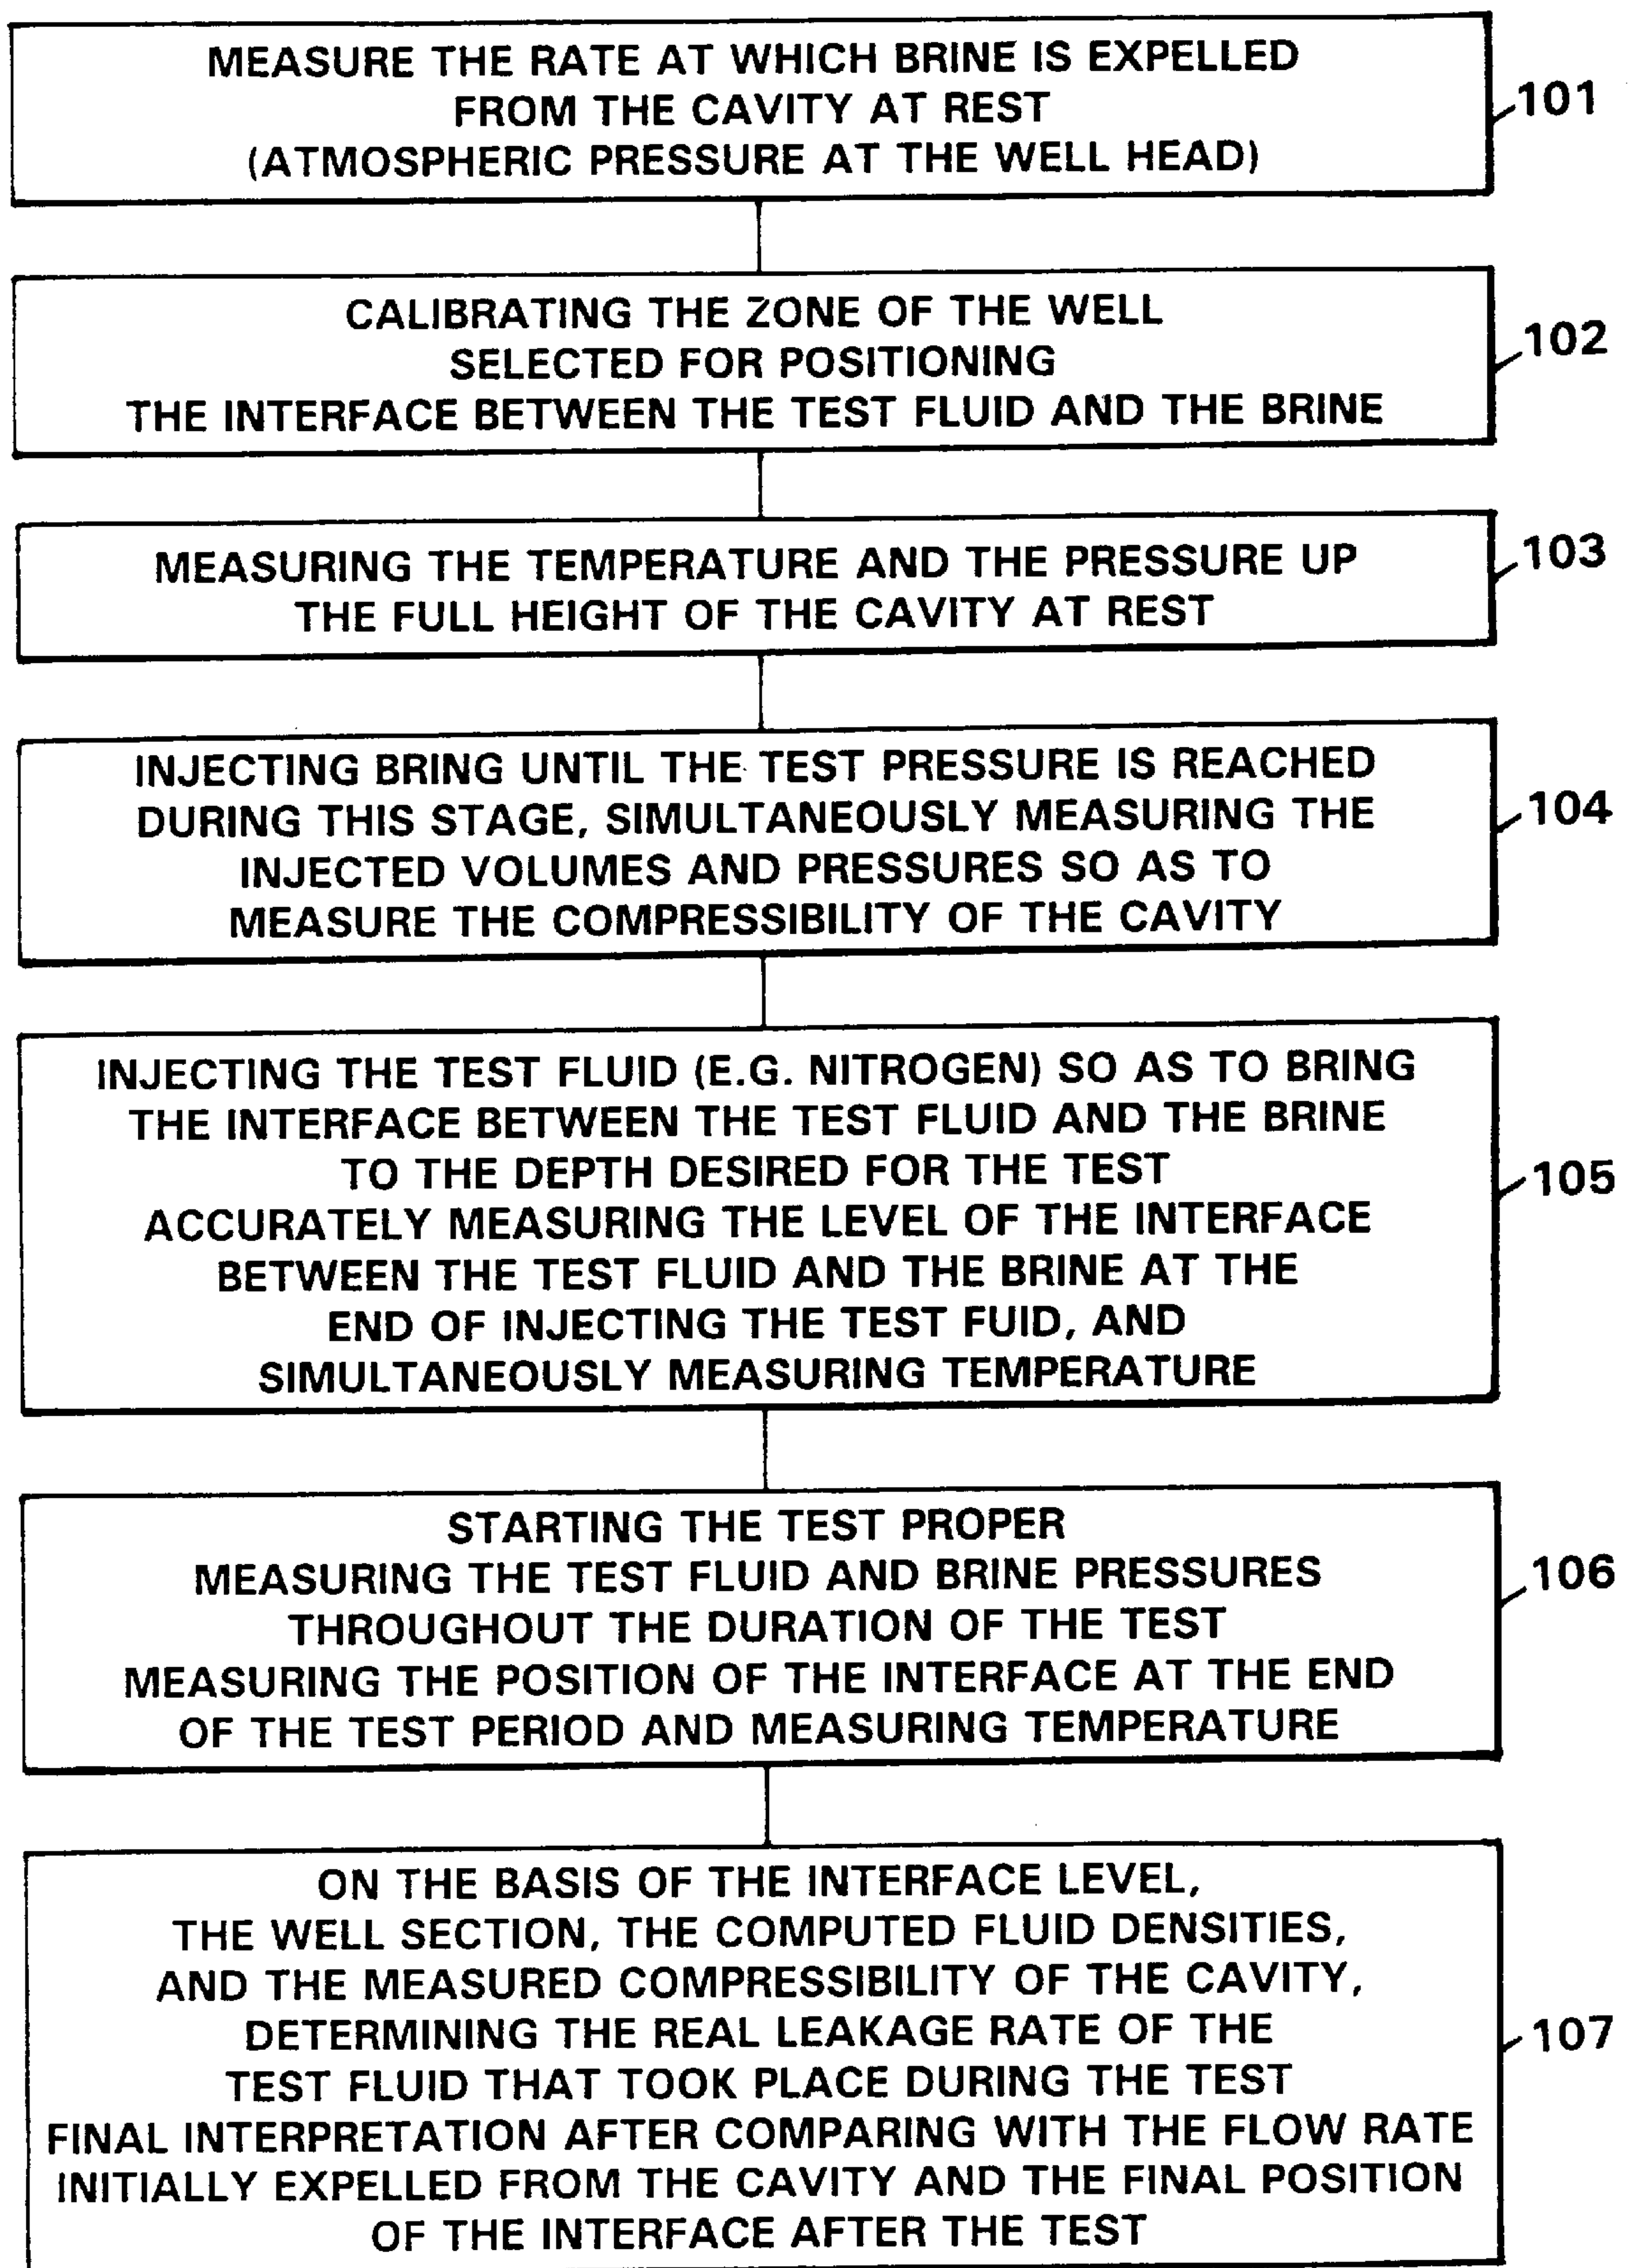 MEASURE THE RATE AT WHICH BRINE IS EXPELLED
FROM THE CAVITY AT REST
(ATMOSPHERIC PRESSURE AT THE WELL HEAD)
101
CALIBRATING THE ZONE OF THE WELL
SELECTED FOR POSITIONING
THE INTERFACE BETWEEN THE TEST FLUID AND THE BRINE
102
MEASURING THE TEMPERATURE AND THE PRESSURE UP
THE FULL HEIGHT OF THE CAVITY AT REST
103
INJECTING BRING UNTIL THE TEST PRESSURE IS REACHED
DURING THIS STAGE, SIMULTANEOUSLY MEASURING THE
INJECTED VOLUMES AND PRESSURES SO AS TO
MEASURE THE COMPRESSIBILITY OF THE CAVITY
104
INJECTING THE TEST FLUID (E.G. NITROGEN) SO AS TO BRING
THE INTERFACE BETWEEN THE TEST FLUID AND THE BRINE
TO THE DEPTH DESIRED FOR THE TEST
ACCURATELY MEASURING THE LEVEL OF THE INTERFACE
BETWEEN THE TEST FLUID AND THE BRINE AT THE
END OF INJECTING THE TEST FUID, AND
SIMULTANEOUSLY MEASURING TEMPERATURE
105
STARTING THE TEST PROPER
MEASURING THE TEST FLUID AND BRINE PRESSURES
THROUGHOUT THE DURATION OF THE TEST
MEASURING THE POSITION OF THE INTERFACE AT THE END
OF THE TEST PERIOD AND MEASURING TEMPERATURE
106
ON THE BASIS OF THE INTERFACE LEVEL,
THE WELL SECTION, THE COMPUTED FLUID DENSITIES,
AND THE MEASURED COMPRESSIBILITY OF THE CAVITY,
DETERMINING THE REAL LEAKAGE RATE OF THE
TEST FLUID THAT TOOK PLACE DURING THE TEST
FINAL INTERPRETATION AFTER COMPARING WITH THE FLOW RATE
INITIALLY EXPELLED FROM THE CAVITY AND THE FINAL POSITION
OF THE INTERFACE AFTER THE TEST
107